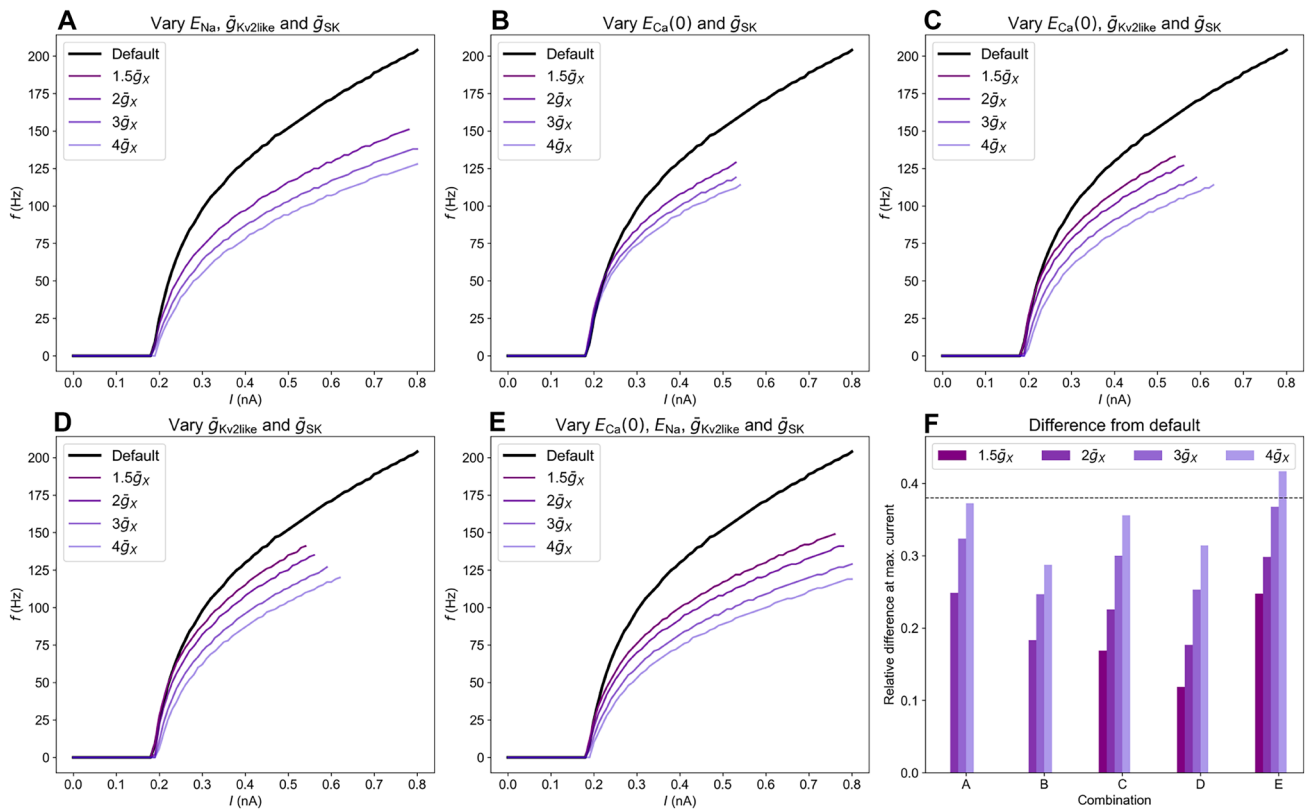 A
Vary E_Na, ḡ_Kv2like and ḡ_SK
Default
1.5ḡ_X
2ḡ_X
3ḡ_X
4ḡ_X
200
175
150
125
100
75
50
25
0
f (Hz)
0.0 0.1 0.2 0.3 0.4 0.5 0.6 0.7 0.8
I (nA)
B
Vary E_Ca(0) and ḡ_SK
Default
1.5ḡ_X
2ḡ_X
3ḡ_X
4ḡ_X
200
175
150
125
100
75
50
25
0
f (Hz)
0.0 0.1 0.2 0.3 0.4 0.5 0.6 0.7 0.8
I (nA)
C
Vary E_Ca(0), ḡ_Kv2like and ḡ_SK
Default
1.5ḡ_X
2ḡ_X
3ḡ_X
4ḡ_X
200
175
150
125
100
75
50
25
0
f (Hz)
0.0 0.1 0.2 0.3 0.4 0.5 0.6 0.7 0.8
I (nA)
D
Vary ḡ_Kv2like and ḡ_SK
Default
1.5ḡ_X
2ḡ_X
3ḡ_X
4ḡ_X
200
175
150
125
100
75
50
25
0
f (Hz)
0.0 0.1 0.2 0.3 0.4 0.5 0.6 0.7 0.8
I (nA)
E
Vary E_Ca(0), E_Na, ḡ_Kv2like and ḡ_SK
Default
1.5ḡ_X
2ḡ_X
3ḡ_X
4ḡ_X
200
175
150
125
100
75
50
25
0
f (Hz)
0.0 0.1 0.2 0.3 0.4 0.5 0.6 0.7 0.8
I (nA)
F
Difference from default
1.5ḡ_X 2ḡ_X 3ḡ_X 4ḡ_X
0.4
0.3
0.2
0.1
0.0
Relative difference at max. current
A B C D E
Combination